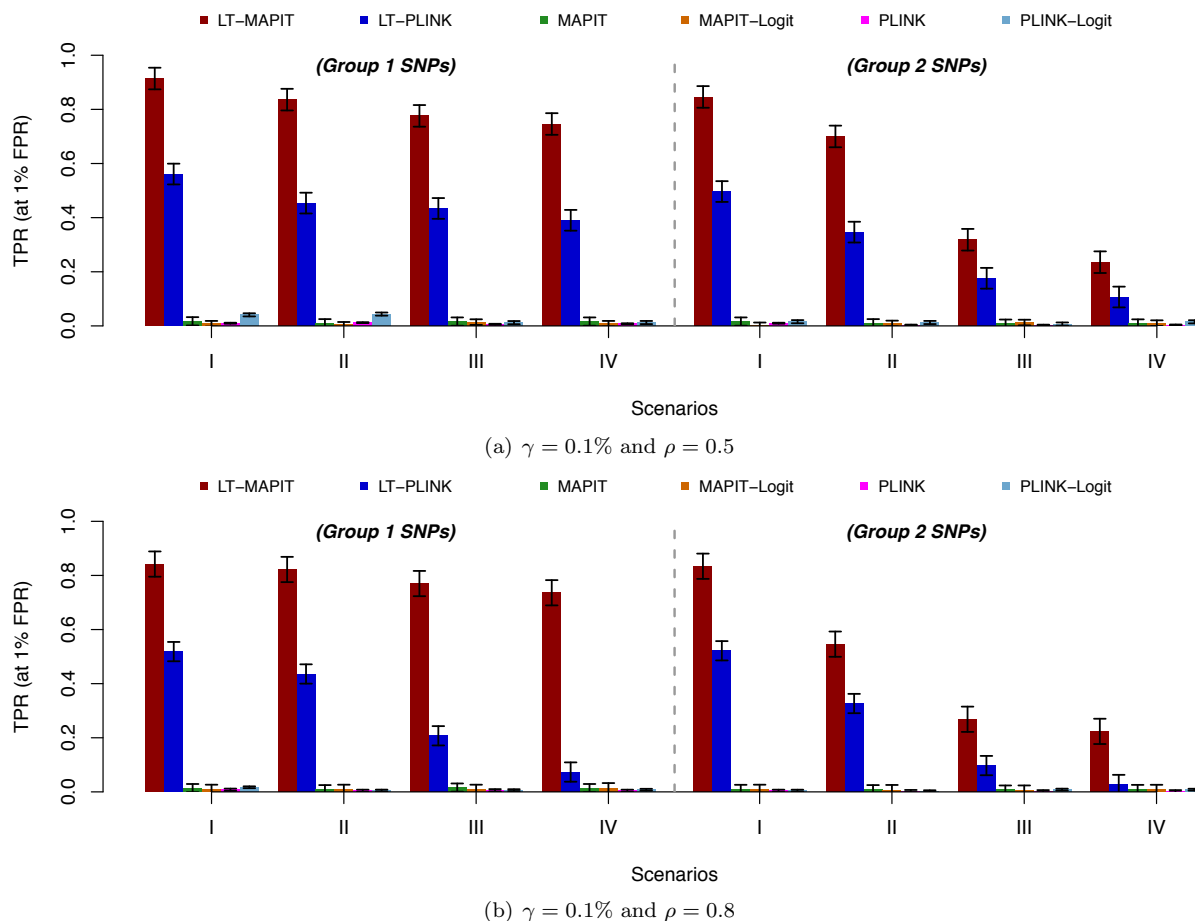 LT−MAPIT LT−PLINK MAPIT MAPIT−Logit PLINK PLINK−Logit
(Group 1 SNPs) (Group 2 SNPs)
TPR (at 1% FPR)
1.0
0.8
0.6
0.4
0.2
0.0
I II III IV I II III IV
Scenarios
(a) γ = 0.1% and ρ = 0.5
LT−MAPIT LT−PLINK MAPIT MAPIT−Logit PLINK PLINK−Logit
(Group 1 SNPs) (Group 2 SNPs)
TPR (at 1% FPR)
1.0
0.8
0.6
0.4
0.2
0.0
I II III IV I II III IV
Scenarios
(b) γ = 0.1% and ρ = 0.8